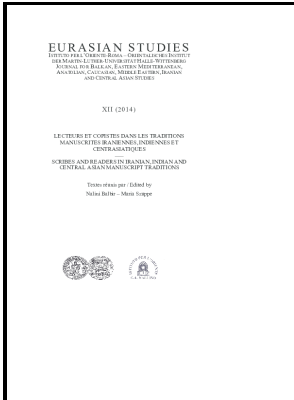 EURASIAN STUDIES
ISTITUTO PER L'ORIENTE-ROMA – ORIENTALISCHES INSTITUT
DER MARTIN-LUTHER-UNIVERSITÄT HALLE-WITTENBERG
JOURNAL FOR BALKAN, EASTERN MEDITERRANEAN,
ANATOLIAN, CAUCASIAN, MIDDLE EASTERN, IRANIAN
AND CENTRAL ASIAN STUDIES
XII (2014)
LECTEURS ET COPISTES DANS LES TRADITIONS
MANUSCRITES IRANIENNES, INDIENNES ET
CENTRASIATIQUES
SCRIBES AND READERS IN IRANIAN, INDIAN AND
CENTRAL ASIAN MANUSCRIPT TRADITIONS
Textes réunis par / Edited by
Nalini Balbir – Maria Szuppe